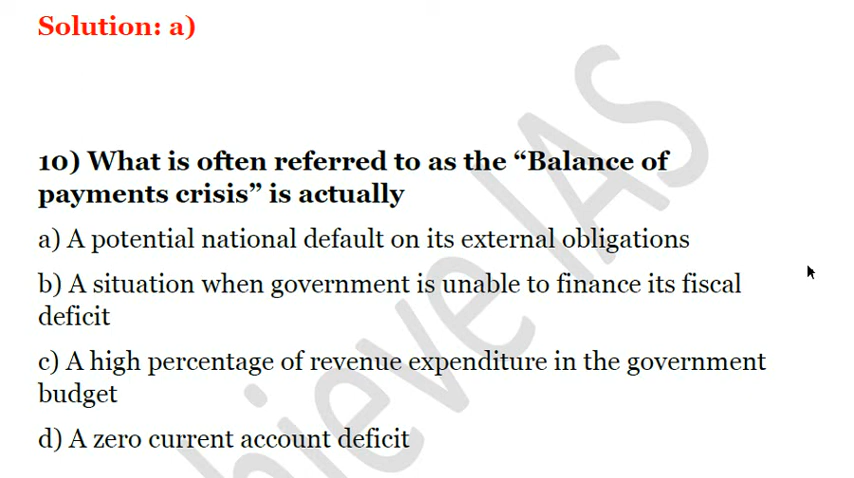 Solution: a)
10) What is often referred to as the “Balance of
payments crisis” is actually
a) A potential national default on its external obligations
b) A situation when government is unable to finance its fiscal
deficit
c) A high percentage of revenue expenditure in the government
budget
d) A zero current account deficit
hieve IAS